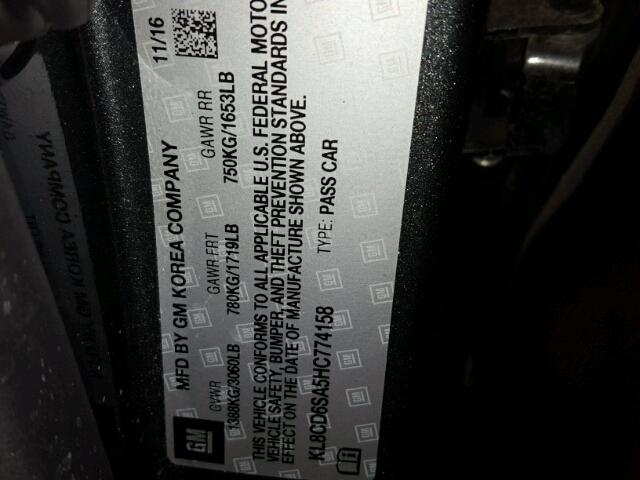 MFD BY GM KOREA COMPANY 11/16
GVWR GAWR FRT GAWR RR
1388KG/3060LB 780KG/1719LB 750KG/1653LB
THIS VEHICLE CONFORMS TO ALL APPLICABLE U.S. FEDERAL MOTO
VEHICLE SAFETY, BUMPER, AND THEFT PREVENTION STANDARDS IN
EFFECT ON THE DATE OF MANUFACTURE SHOWN ABOVE.
KL8CD6SA5HC774158 TYPE: PASS CAR
GM